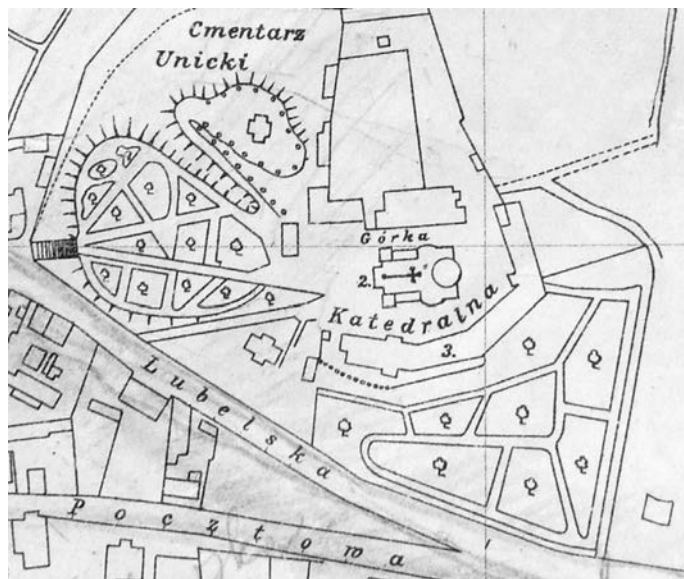 Cmentarz
Unicki
Górka
2.
Katedralna
3.
Lubelska
Pocztowa